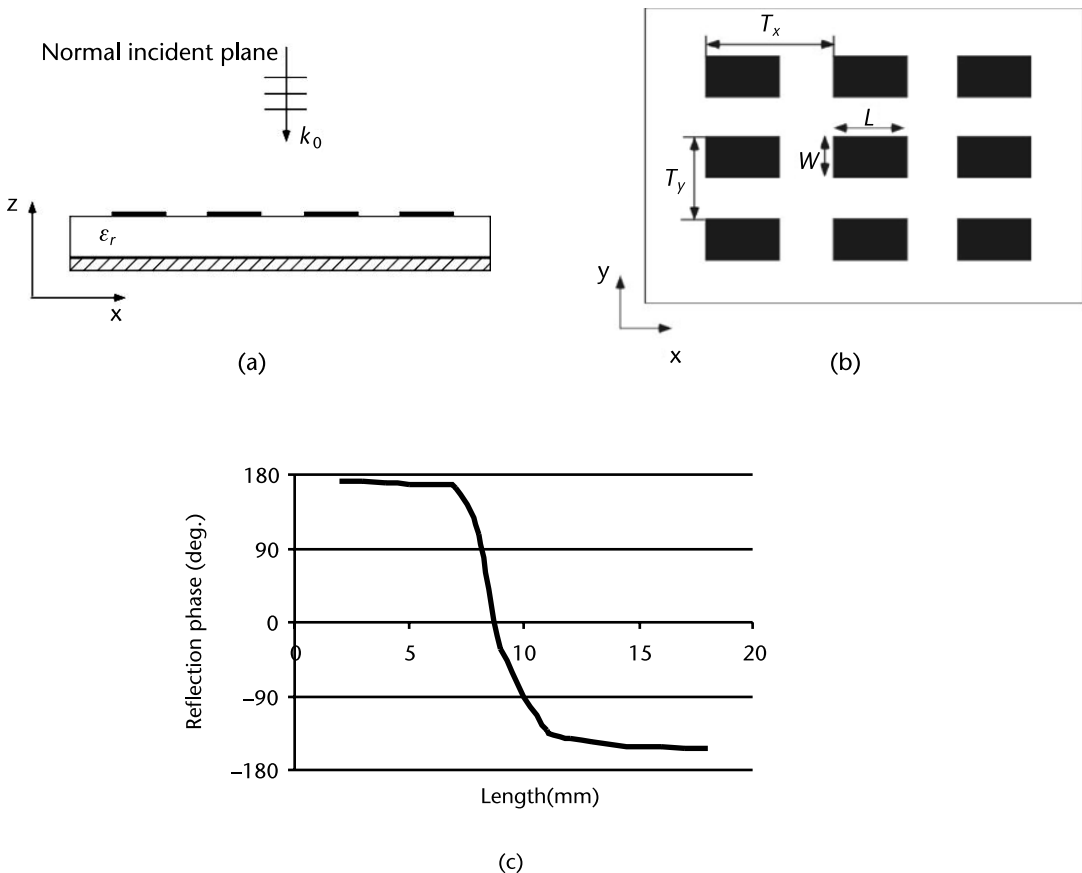 Normal incident plane
k₀
z
εᵣ
x
(a)
Tₓ
L
W
Tᵧ
y
x
(b)
180
90
0
−90
−180
0
5
10
15
20
Reflection phase (deg.)
Length(mm)
(c)